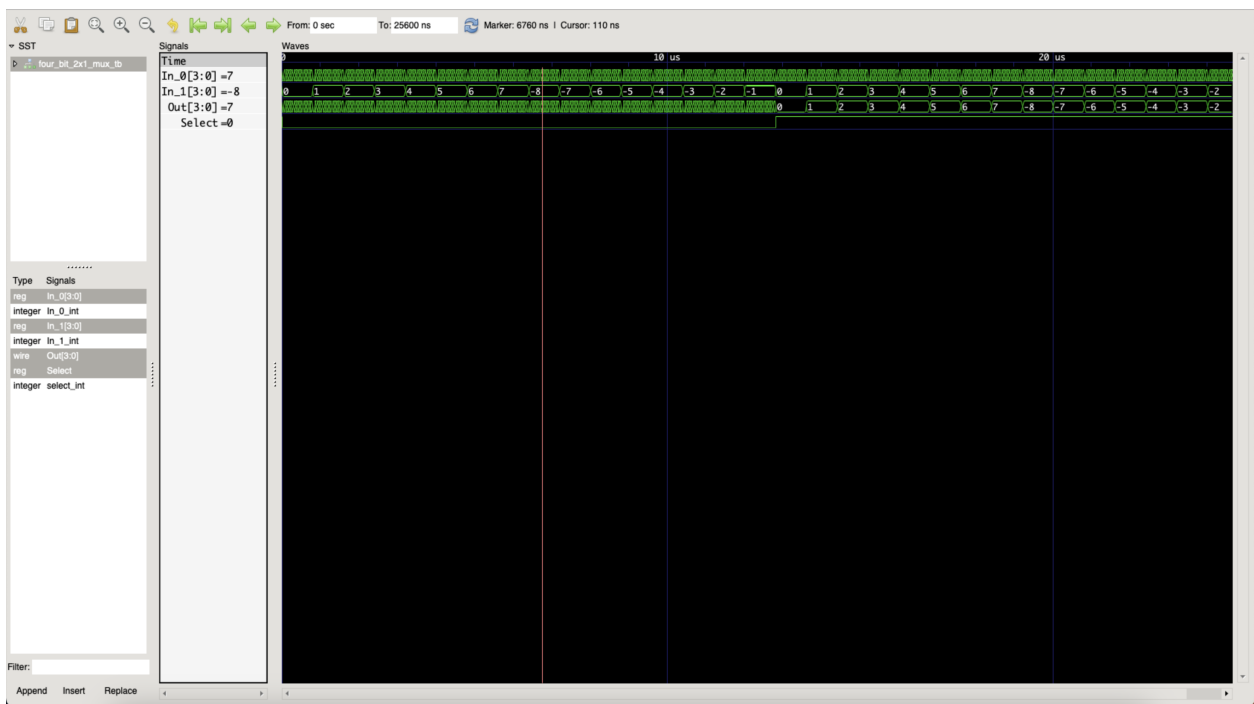 From: 0 sec To: 25600 ns Marker: 6760 ns | Cursor: 110 ns
SST
four_bit_2x1_mux_tb
Type Signals
reg In_0[3:0]
integer In_0_int
reg In_1[3:0]
integer In_1_int
wire Out[3:0]
reg Select
integer select_int
Filter:
Append Insert Replace
Signals
Time
In_0[3:0] =7
In_1[3:0] =-8
Out[3:0] =7
Select =0
Waves
0 10 us 20 us
0 1 2 3 4 5 6 7 -8 -7 -6 -5 -4 -3 -2 -1 0 1 2 3 4 5 6 7 -8 -7 -6 -5 -4 -3 -2
0 1 2 3 4 5 6 7 -8 -7 -6 -5 -4 -3 -2